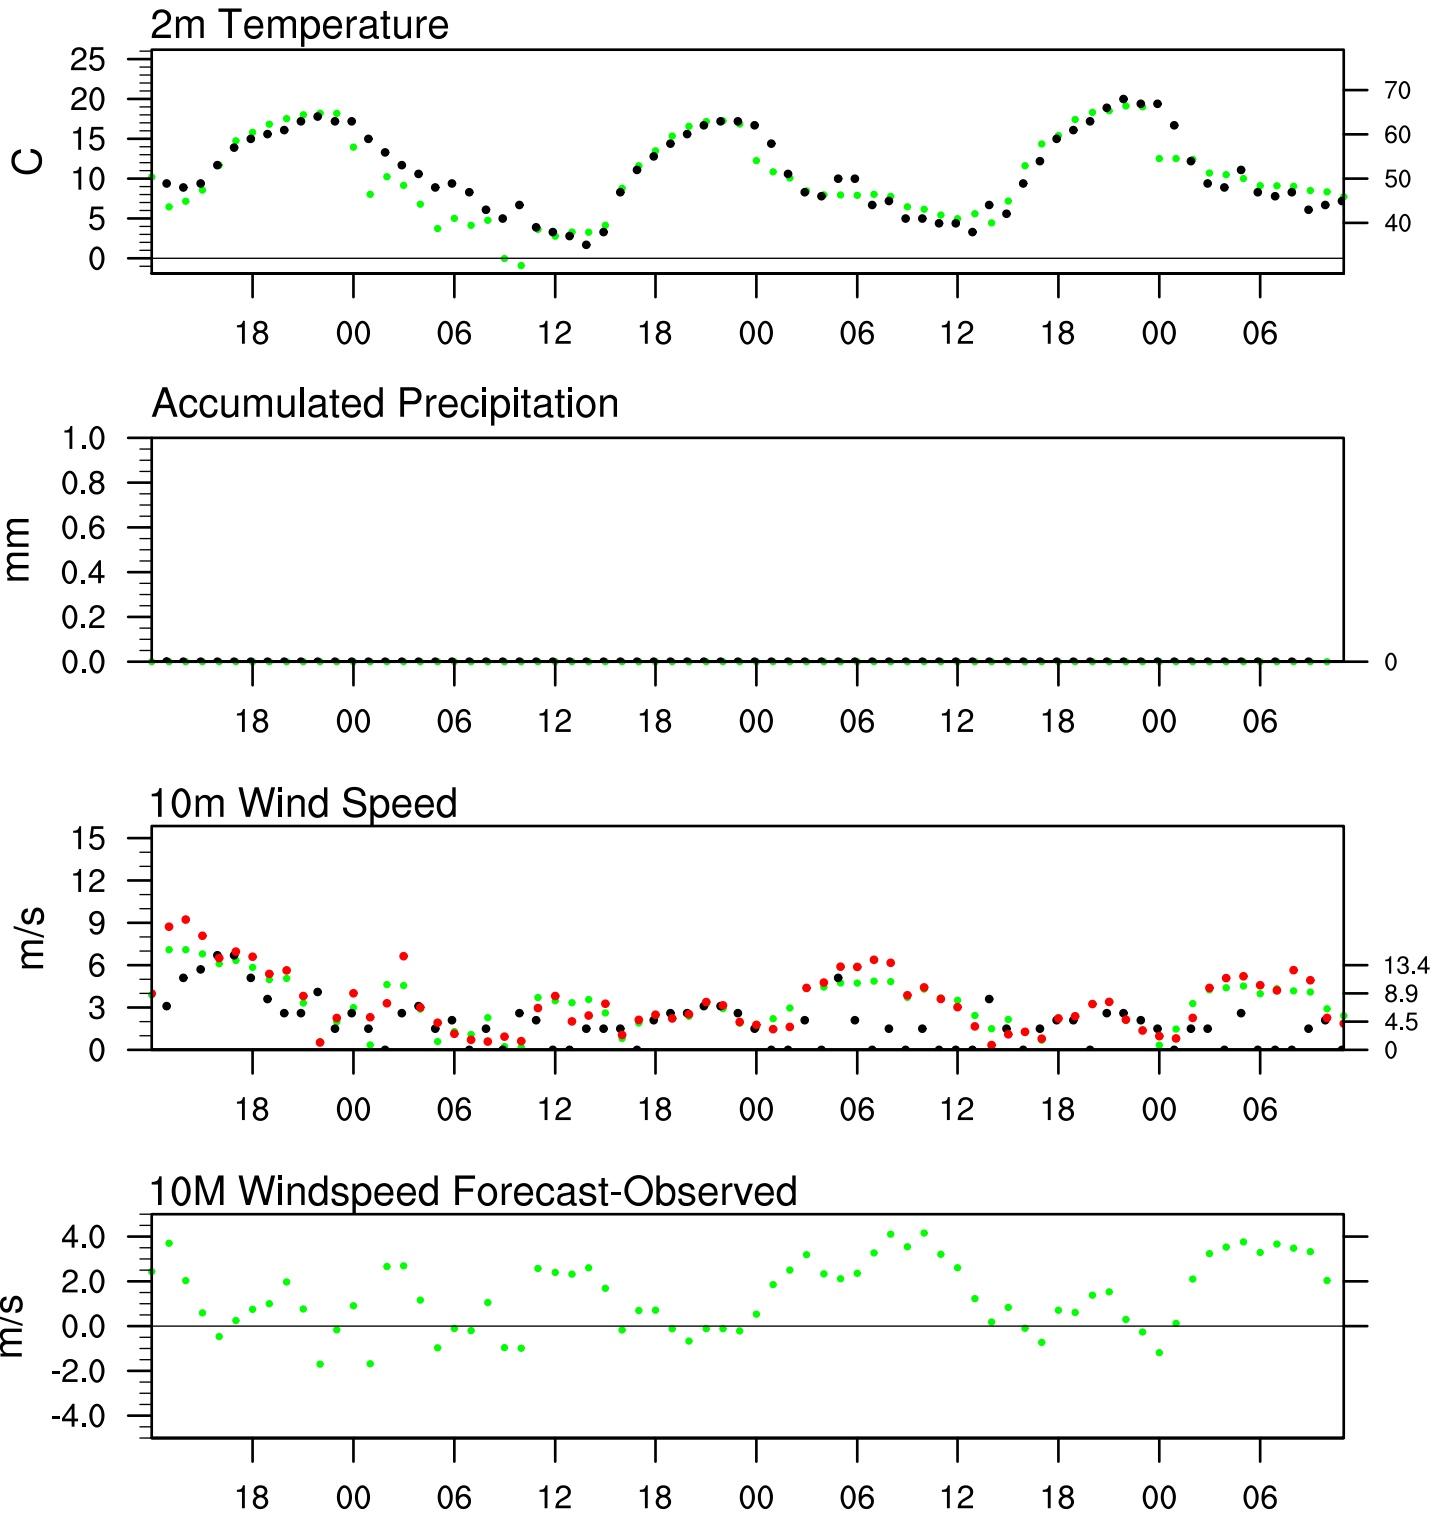 2m Temperature
25
20
15
10
5
0
C
70
60
50
40
18 00 06 12 18 00 06 12 18 00 06
Accumulated Precipitation
1.0
0.8
0.6
0.4
0.2
0.0
mm
0
18 00 06 12 18 00 06 12 18 00 06
10m Wind Speed
15
12
9
6
3
0
m/s
13.4
8.9
4.5
0
18 00 06 12 18 00 06 12 18 00 06
10M Windspeed Forecast-Observed
4.0
2.0
0.0
-2.0
-4.0
m/s
18 00 06 12 18 00 06 12 18 00 06